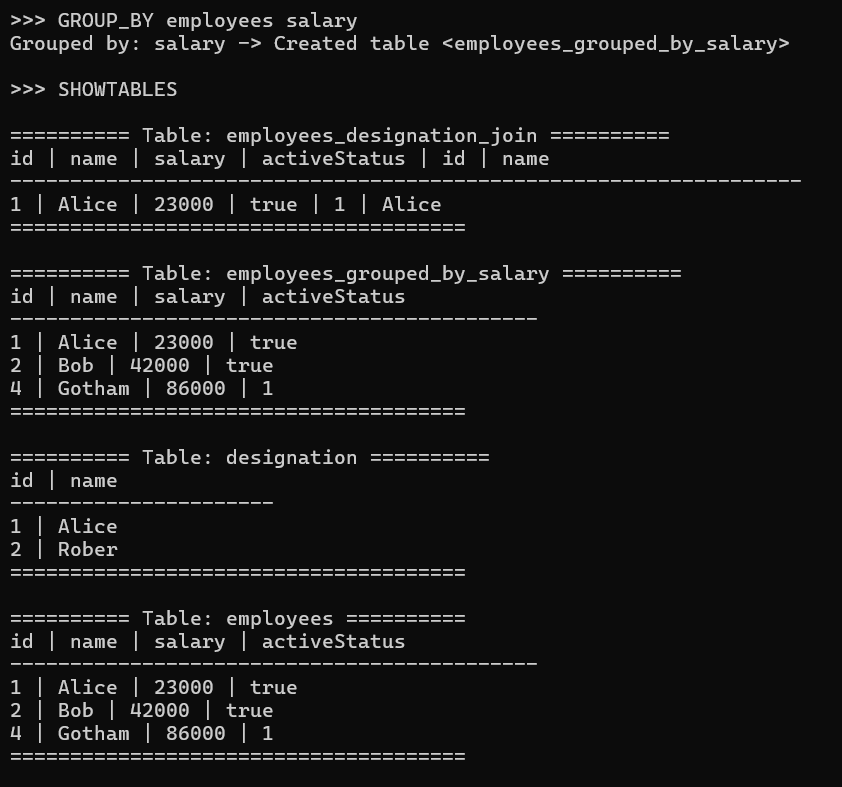 >>> GROUP_BY employees salary
Grouped by: salary -> Created table <employees_grouped_by_salary>
>>> SHOWTABLES
========== Table: employees_designation_join ==========
id | name | salary | activeStatus | id | name
------------------------------------------------------------------
1 | Alice | 23000 | true | 1 | Alice
======================================
========== Table: employees_grouped_by_salary ==========
id | name | salary | activeStatus
--------------------------------------------
1 | Alice | 23000 | true
2 | Bob | 42000 | true
4 | Gotham | 86000 | 1
======================================
========== Table: designation ==========
id | name
----------------------
1 | Alice
2 | Rober
======================================
========== Table: employees ==========
id | name | salary | activeStatus
--------------------------------------------
1 | Alice | 23000 | true
2 | Bob | 42000 | true
4 | Gotham | 86000 | 1
======================================